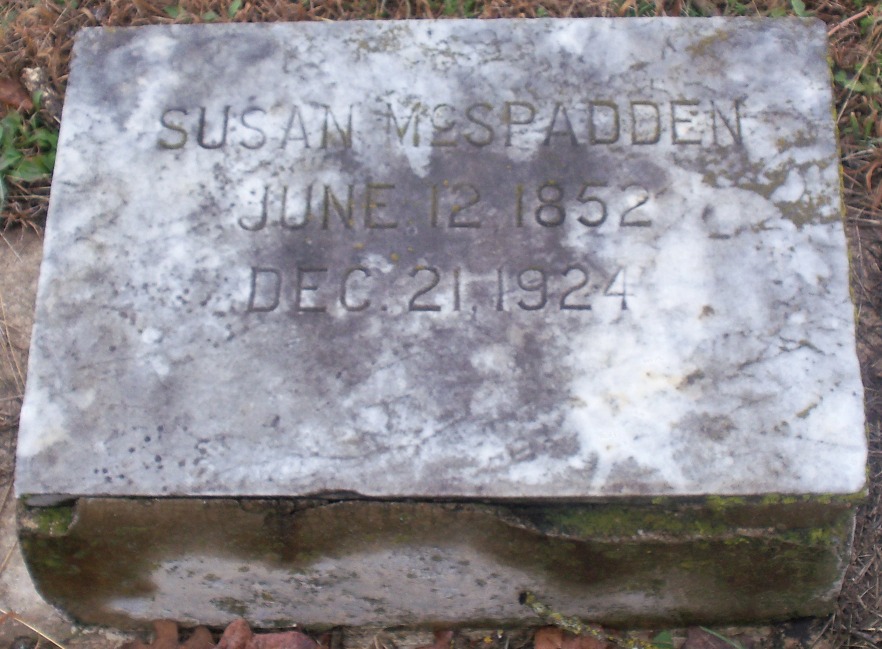 SUSAN McSPADDEN
JUNE 12, 1852
DEC. 21, 1924